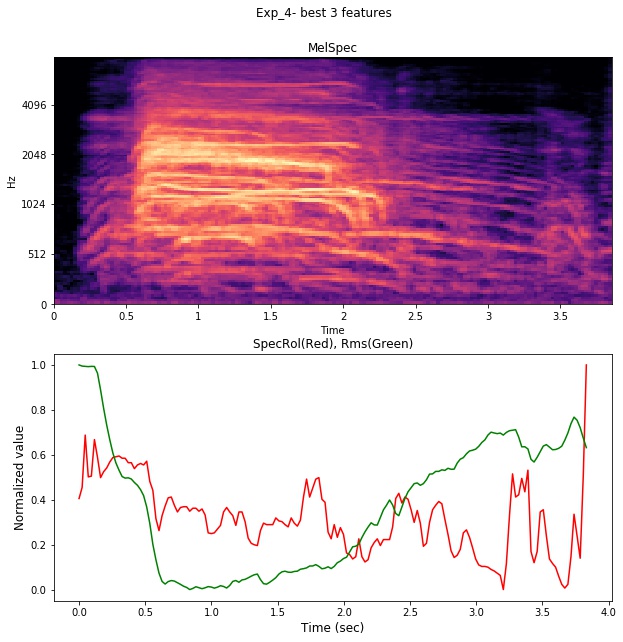 Exp_4- best 3 features
MelSpec
Hz
4096
2048
1024
512
0
0 0.5 1 1.5 2 2.5 3 3.5
Time
SpecRol(Red), Rms(Green)
Normalized value
1.0
0.8
0.6
0.4
0.2
0.0
0.0 0.5 1.0 1.5 2.0 2.5 3.0 3.5 4.0
Time (sec)